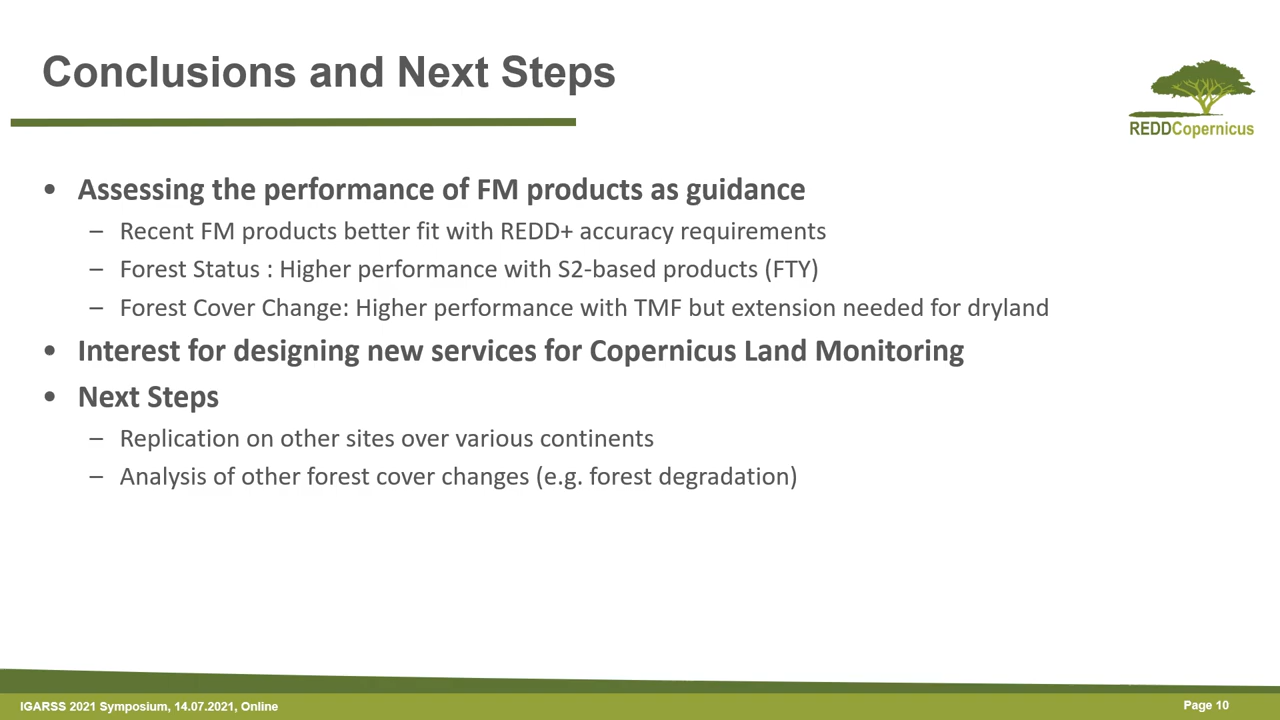 Conclusions and Next Steps
REDDCopernicus
• Assessing the performance of FM products as guidance
– Recent FM products better fit with REDD+ accuracy requirements
– Forest Status : Higher performance with S2-based products (FTY)
– Forest Cover Change: Higher performance with TMF but extension needed for dryland
• Interest for designing new services for Copernicus Land Monitoring
• Next Steps
– Replication on other sites over various continents
– Analysis of other forest cover changes (e.g. forest degradation)
IGARSS 2021 Symposium, 14.07.2021, Online
Page 10